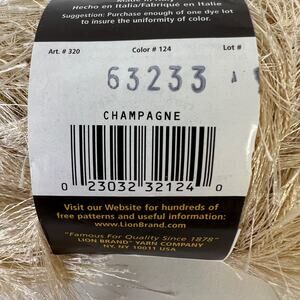 Hecho en Italia/Fabriqué en Italie
Suggestion: Purchase enough of one dye lot
to insure the uniformity of color.
Art. # 320 Color # 124 Lot #
63233
CHAMPAGNE
0 23032 32124 0
Visit our Website for hundreds of
free patterns and useful information:
www.LionBrand.com
"Famous For Quality Since 1878"
LION BRAND® YARN COMPANY
NY, NY 10011 USA